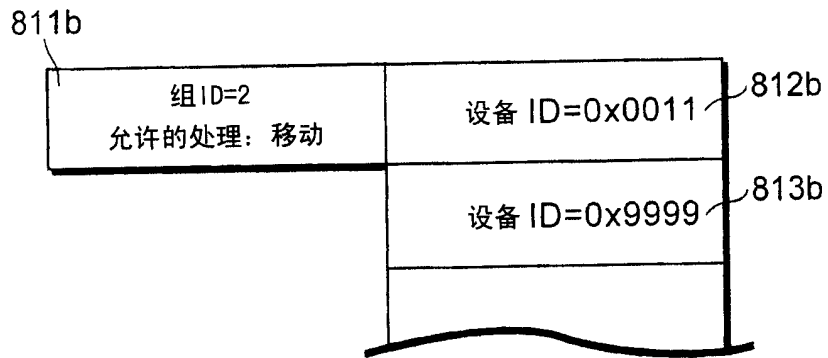 811b
组ID=2
允许的处理：移动
设备 ID=0x0011
812b
设备 ID=0x9999
813b